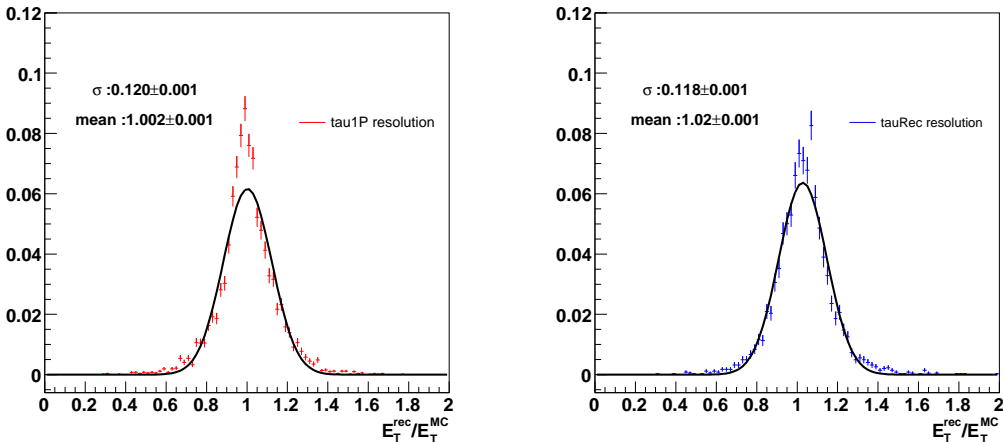 0.12
0.1
σ :0.120±0.001
mean :1.002±0.001
tau1P resolution
0.08
0.06
0.04
0.02
0
0 0.2 0.4 0.6 0.8 1 1.2 1.4 1.6 1.8 2
E_T^rec/E_T^MC
0.12
0.1
σ :0.118±0.001
mean :1.02±0.001
tauRec resolution
0.08
0.06
0.04
0.02
0
0 0.2 0.4 0.6 0.8 1 1.2 1.4 1.6 1.8 2
E_T^rec/E_T^MC